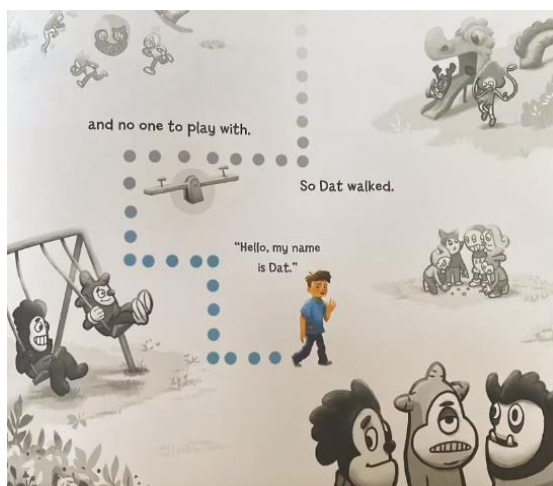 and no one to play with.
So Dat walked.
"Hello, my name
is Dat."